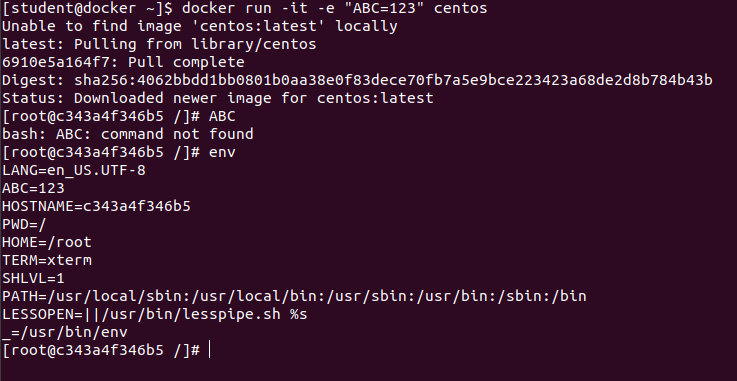 [student@docker ~]$ docker run -it -e "ABC=123" centos
Unable to find image 'centos:latest' locally
latest: Pulling from library/centos
6910e5a164f7: Pull complete
Digest: sha256:4062bbdd1bb0801b0aa38e0f83dece70fb7a5e9bce223423a68de2d8b784b43b
Status: Downloaded newer image for centos:latest
[root@c343a4f346b5 /]# ABC
bash: ABC: command not found
[root@c343a4f346b5 /]# env
LANG=en_US.UTF-8
ABC=123
HOSTNAME=c343a4f346b5
PWD=/
HOME=/root
TERM=xterm
SHLVL=1
PATH=/usr/local/sbin:/usr/local/bin:/usr/sbin:/usr/bin:/sbin:/bin
LESSOPEN=||/usr/bin/lesspipe.sh %s
_=/usr/bin/env
[root@c343a4f346b5 /]#